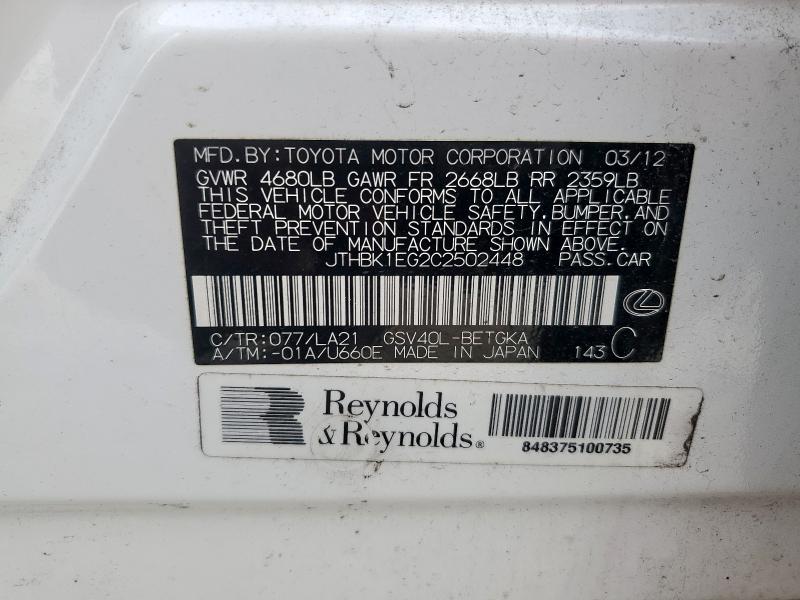 MFD.BY:TOYOTA MOTOR CORPORATION 03/12
GVWR 4680LB GAWR FR 2668LB RR 2359LB
THIS VEHICLE CONFORMS TO ALL APPLICABLE
FEDERAL MOTOR VEHICLE SAFETY,BUMPER,AND
THEFT PREVENTION STANDARDS IN EFFECT ON
THE DATE OF MANUFACTURE SHOWN ABOVE.
JTHBK1EG2C2502448 PASS.CAR
C/TR:077/LA21 GSV40L-BETGKA
A/TM:-01A/U660E MADE IN JAPAN 143 C
Reynolds
& Reynolds®
848375100735